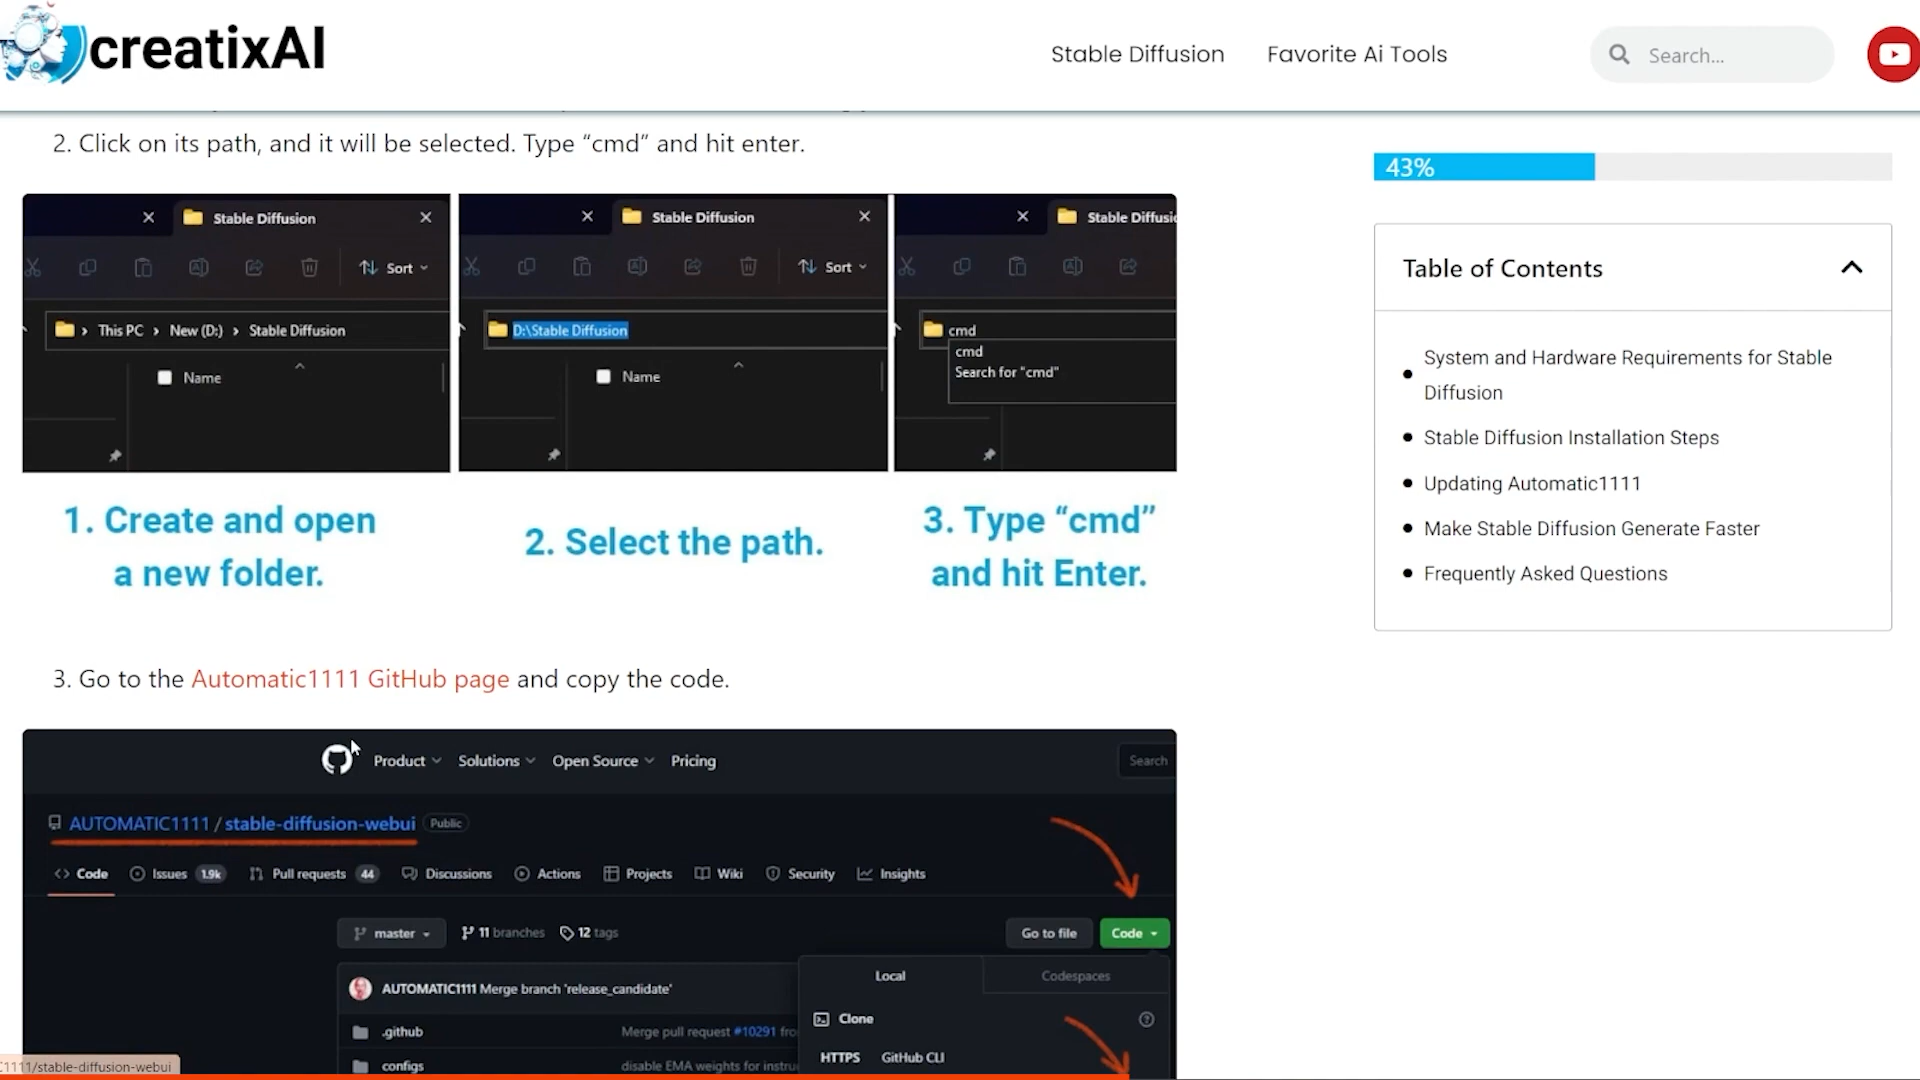 creatixAI
Stable Diffusion
Favorite Ai Tools
Search...
2. Click on its path, and it will be selected. Type “cmd” and hit enter.
43%
Stable Diffusion
Sort
This PC > New (D:) > Stable Diffusion
Name
Stable Diffusion
Sort
D:\Stable Diffusion
Name
Stable Diffusic
cmd
cmd
Search for "cmd"
1. Create and open
a new folder.
2. Select the path.
3. Type “cmd”
and hit Enter.
Table of Contents
System and Hardware Requirements for Stable
Diffusion
Stable Diffusion Installation Steps
Updating Automatic1111
Make Stable Diffusion Generate Faster
Frequently Asked Questions
3. Go to the Automatic1111 GitHub page and copy the code.
Product
Solutions
Open Source
Pricing
Search
AUTOMATIC1111 / stable-diffusion-webui Public
Code
Issues 1.9k
Pull requests 44
Discussions
Actions
Projects
Wiki
Security
Insights
master
11 branches
12 tags
Go to file
Code
AUTOMATIC1111 Merge branch 'release_candidate'
Local
Codespaces
Clone
.github
Merge pull request #10291 fro
HTTPS
GitHub CLI
configs
disable EMA weights for instru
C1111/stable-diffusion-webui